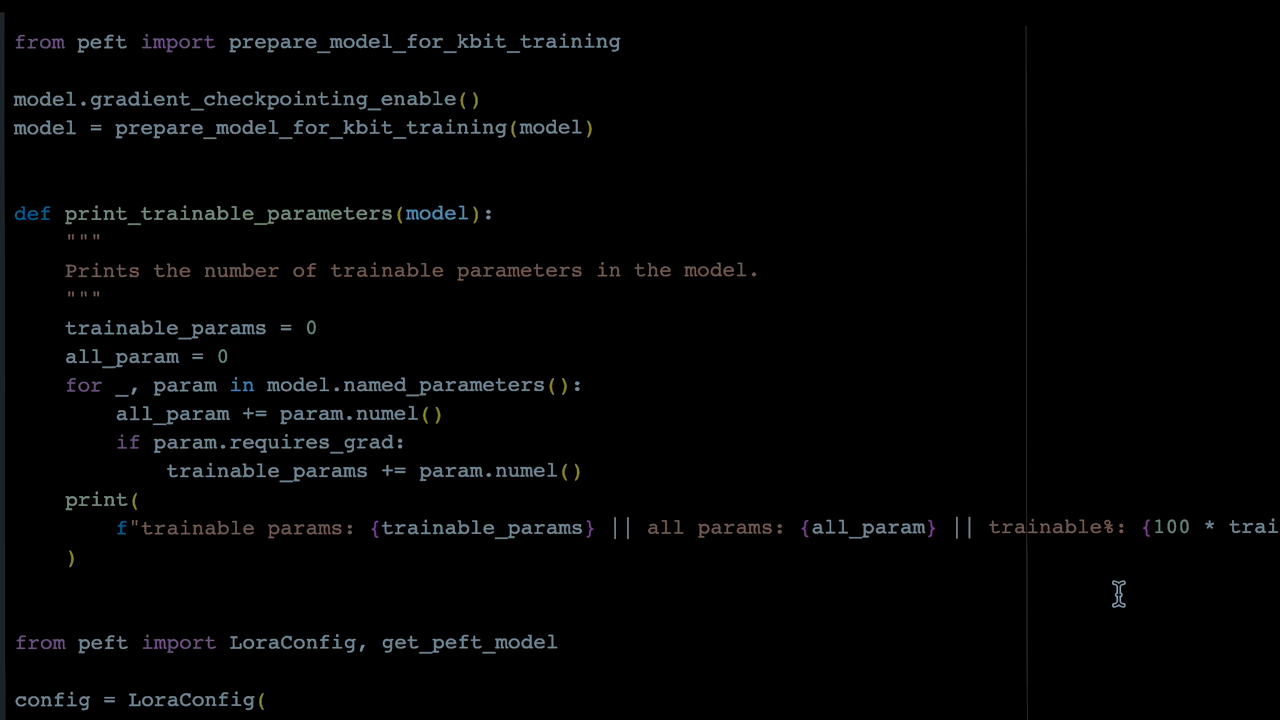 from peft import prepare_model_for_kbit_training
model.gradient_checkpointing_enable()
model = prepare_model_for_kbit_training(model)
def print_trainable_parameters(model):
    """
    Prints the number of trainable parameters in the model.
    """
    trainable_params = 0
    all_param = 0
    for _, param in model.named_parameters():
        all_param += param.numel()
        if param.requires_grad:
            trainable_params += param.numel()
    print(
        f"trainable params: {trainable_params} || all params: {all_param} || trainable%: {100 * trai
    )
from peft import LoraConfig, get_peft_model
config = LoraConfig(